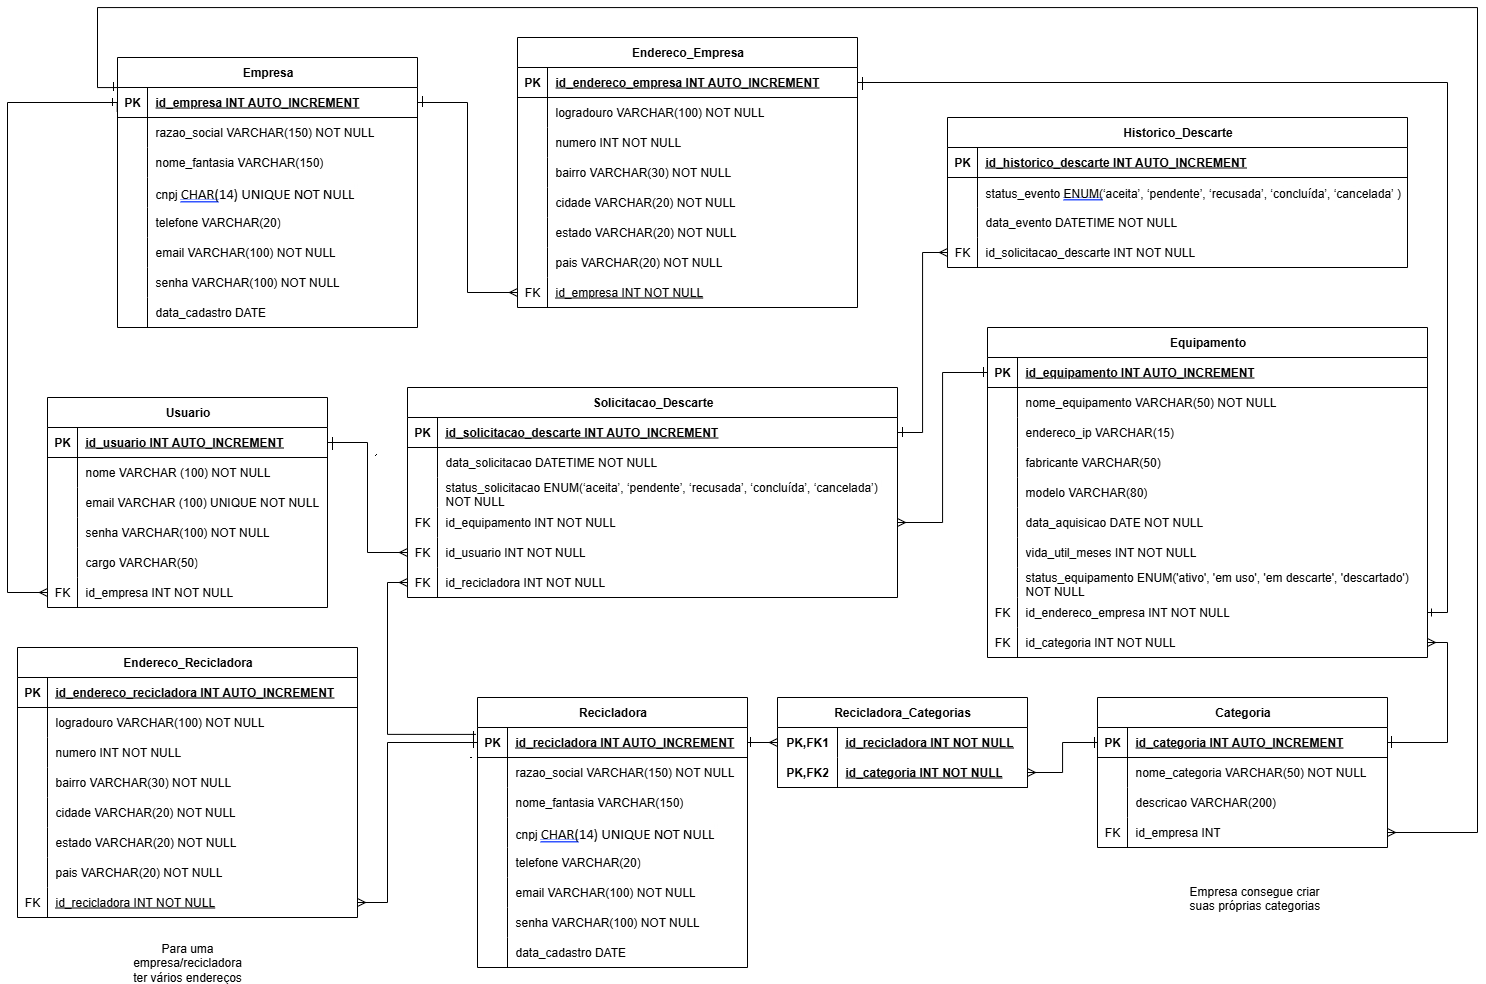 Empresa
PK id_empresa INT AUTO_INCREMENT
razao_social VARCHAR(150) NOT NULL
nome_fantasia VARCHAR(150)
cnpj CHAR(14) UNIQUE NOT NULL
telefone VARCHAR(20)
email VARCHAR(100) NOT NULL
senha VARCHAR(100) NOT NULL
data_cadastro DATE
Endereco_Empresa
PK id_endereco_empresa INT AUTO_INCREMENT
logradouro VARCHAR(100) NOT NULL
numero INT NOT NULL
bairro VARCHAR(30) NOT NULL
cidade VARCHAR(20) NOT NULL
estado VARCHAR(20) NOT NULL
pais VARCHAR(20) NOT NULL
FK id_empresa INT NOT NULL
Historico_Descarte
PK id_historico_descarte INT AUTO_INCREMENT
status_evento ENUM(‘aceita’, ‘pendente’, ‘recusada’, ‘concluída’, ‘cancelada’ )
data_evento DATETIME NOT NULL
FK id_solicitacao_descarte INT NOT NULL
Usuario
PK id_usuario INT AUTO_INCREMENT
nome VARCHAR (100) NOT NULL
email VARCHAR (100) UNIQUE NOT NULL
senha VARCHAR(100) NOT NULL
cargo VARCHAR(50)
FK id_empresa INT NOT NULL
Solicitacao_Descarte
PK id_solicitacao_descarte INT AUTO_INCREMENT
data_solicitacao DATETIME NOT NULL
status_solicitacao ENUM(‘aceita’, ‘pendente’, ‘recusada’, ‘concluída’, ‘cancelada’)
NOT NULL
FK id_equipamento INT NOT NULL
FK id_usuario INT NOT NULL
FK id_recicladora INT NOT NULL
Equipamento
PK id_equipamento INT AUTO_INCREMENT
nome_equipamento VARCHAR(50) NOT NULL
endereco_ip VARCHAR(15)
fabricante VARCHAR(50)
modelo VARCHAR(80)
data_aquisicao DATE NOT NULL
vida_util_meses INT NOT NULL
status_equipamento ENUM('ativo', 'em uso', 'em descarte', 'descartado')
NOT NULL
FK id_endereco_empresa INT NOT NULL
FK id_categoria INT NOT NULL
Endereco_Recicladora
PK id_endereco_recicladora INT AUTO_INCREMENT
logradouro VARCHAR(100) NOT NULL
numero INT NOT NULL
bairro VARCHAR(30) NOT NULL
cidade VARCHAR(20) NOT NULL
estado VARCHAR(20) NOT NULL
pais VARCHAR(20) NOT NULL
FK id_recicladora INT NOT NULL
Para uma
empresa/recicladora
ter vários endereços
Recicladora
PK id_recicladora INT AUTO_INCREMENT
razao_social VARCHAR(150) NOT NULL
nome_fantasia VARCHAR(150)
cnpj CHAR(14) UNIQUE NOT NULL
telefone VARCHAR(20)
email VARCHAR(100) NOT NULL
senha VARCHAR(100) NOT NULL
data_cadastro DATE
Recicladora_Categorias
PK,FK1 id_recicladora INT NOT NULL
PK,FK2 id_categoria INT NOT NULL
Categoria
PK id_categoria INT AUTO_INCREMENT
nome_categoria VARCHAR(50) NOT NULL
descricao VARCHAR(200)
FK id_empresa INT
Empresa consegue criar
suas próprias categorias